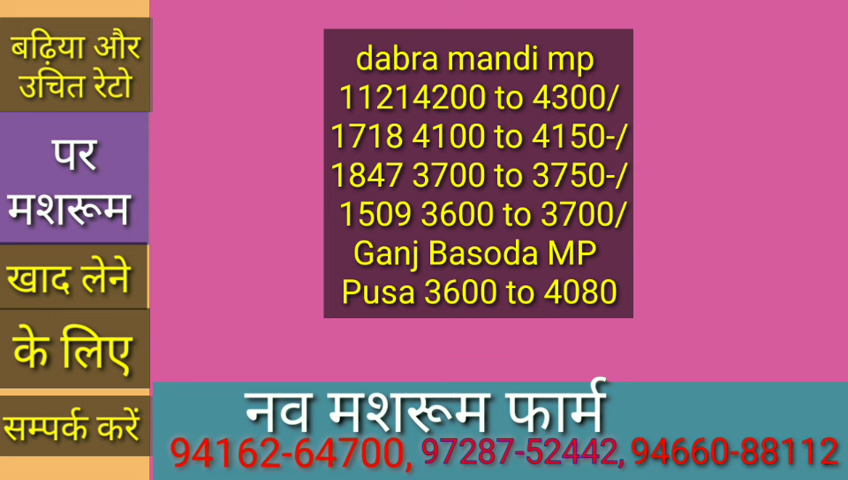 बढ़िया और
उचित रेटो
पर
मशरूम
खाद लेने
के लिए
सम्पर्क करें
dabra mandi mp
11214200 to 4300/
1718 4100 to 4150-/
1847 3700 to 3750-/
1509 3600 to 3700/
Ganj Basoda MP
Pusa 3600 to 4080
नव मशरूम फार्म
94162-64700, 97287-52442, 94660-88112